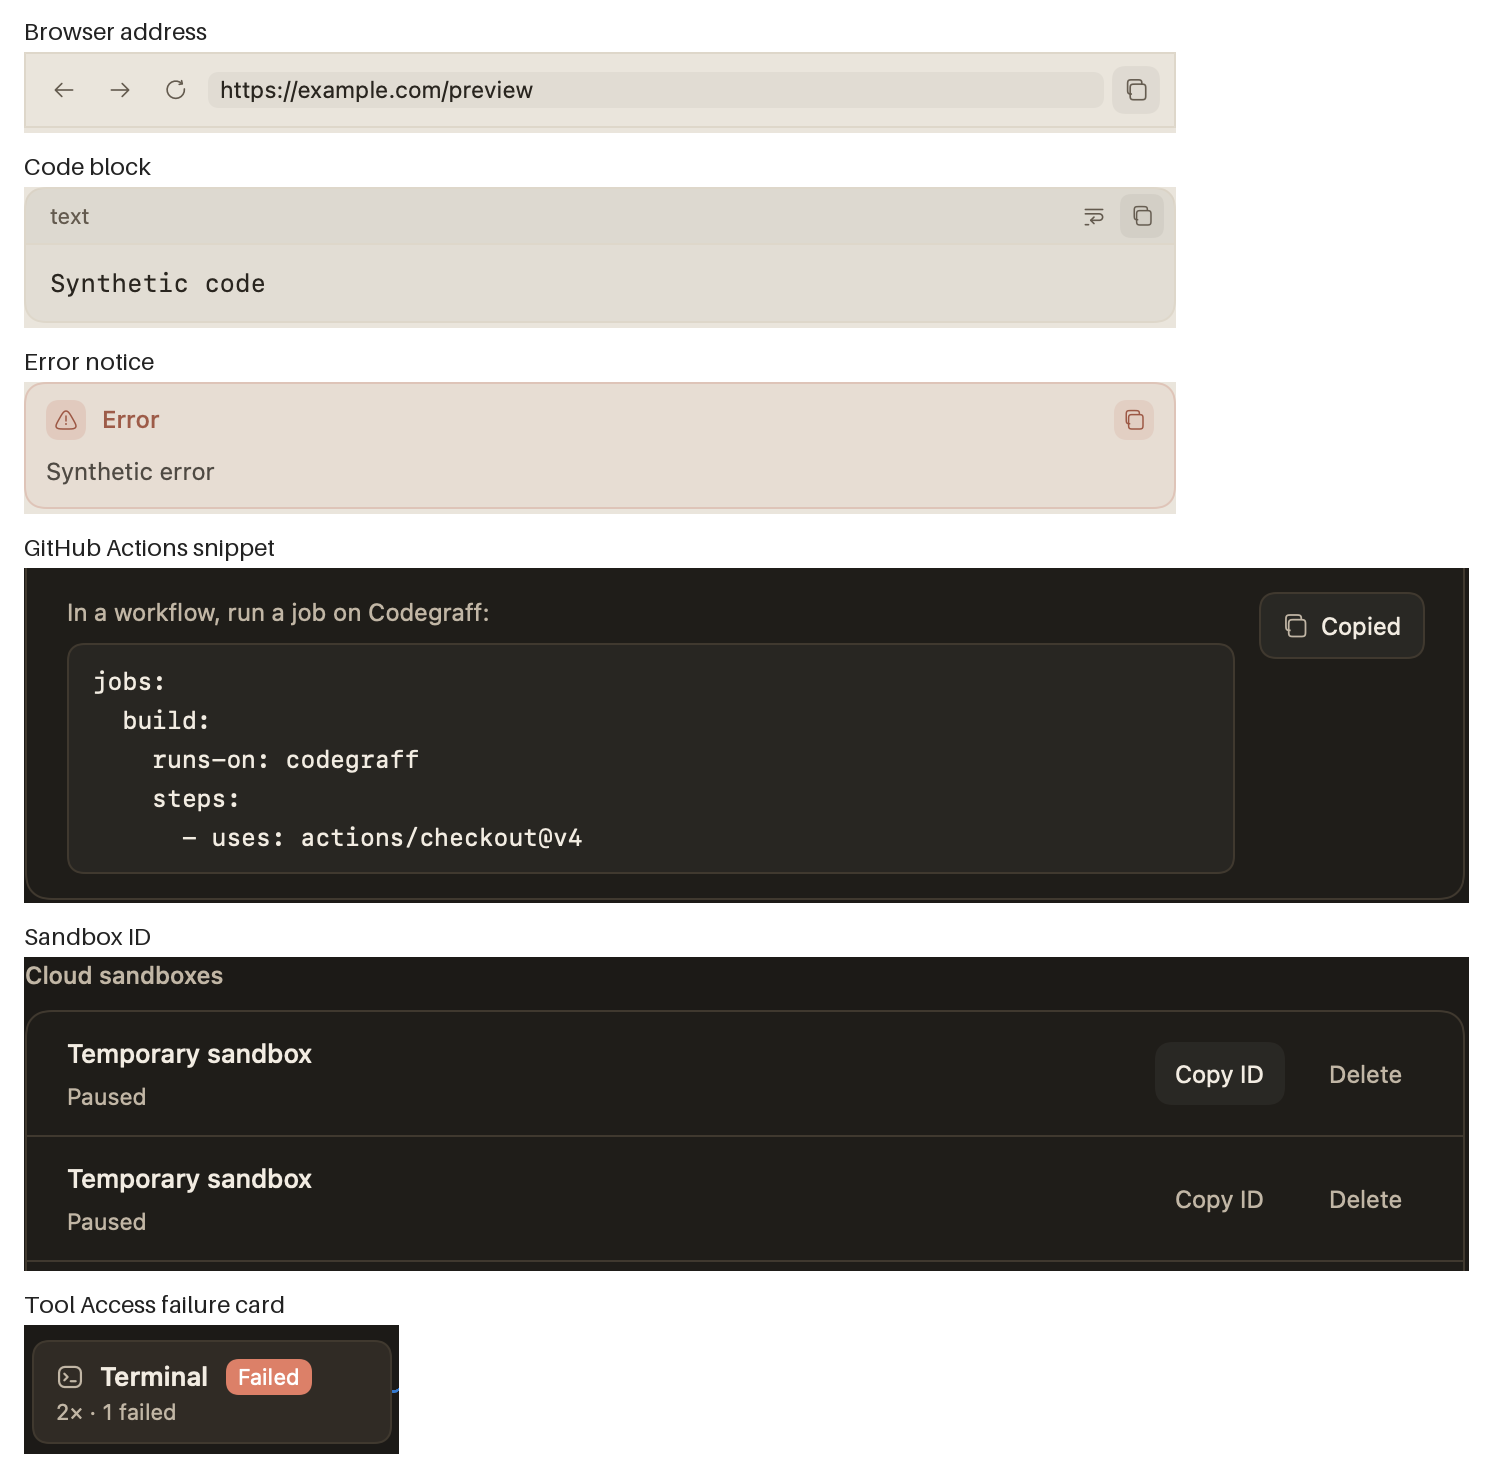 Browser address
https://example.com/preview
Code block
text
Synthetic code
Error notice
Error
Synthetic error
GitHub Actions snippet
In a workflow, run a job on Codegraff:
Copied
jobs:
  build:
    runs-on: codegraff
    steps:
      - uses: actions/checkout@v4
Sandbox ID
Cloud sandboxes
Temporary sandbox
Paused
Copy ID
Delete
Temporary sandbox
Paused
Copy ID
Delete
Tool Access failure card
Terminal Failed
2× · 1 failed